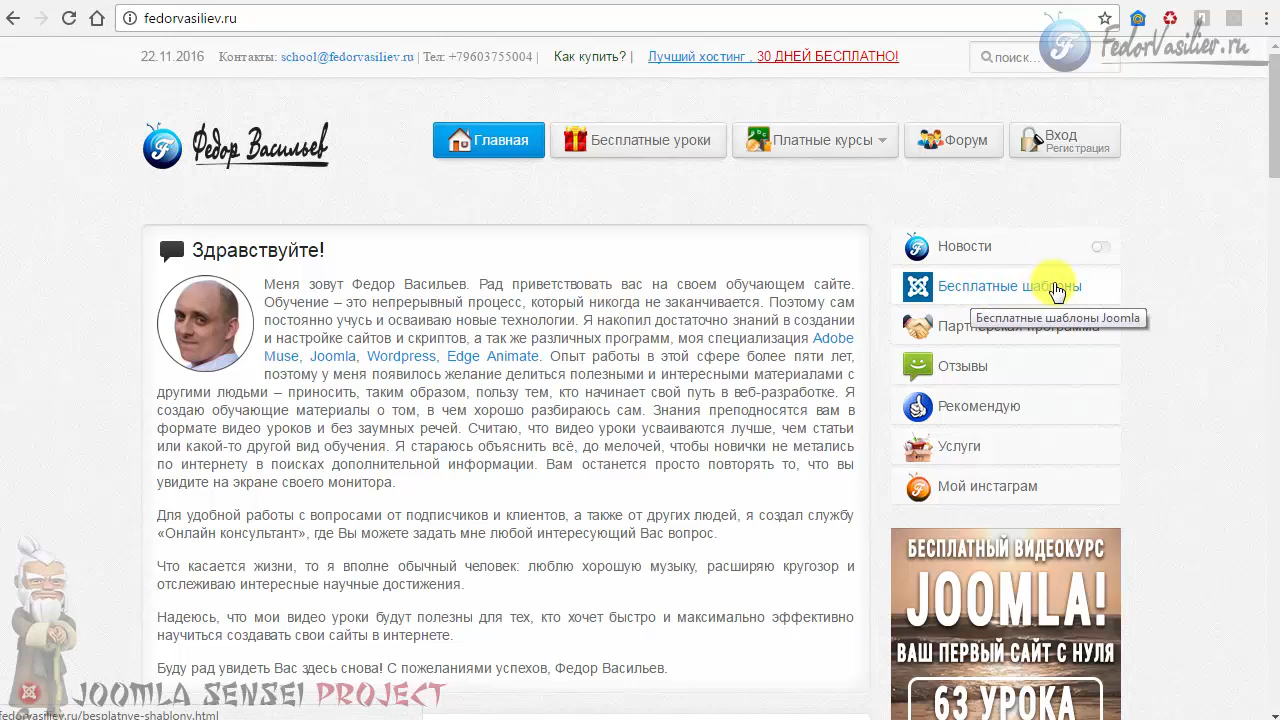 fedorvasiliev.ru
FedorVasiliev.ru
22.11.2016 Контакты: school@fedorvasiliev.ru | Тел: +79603755004 | Как купить? | Лучший хостинг , 30 ДНЕЙ БЕСПЛАТНО! поиск...
Федор Васильев
Главная Бесплатные уроки Платные курсы Форум Вход
Регистрация
Здравствуйте!
Меня зовут Федор Васильев. Рад приветствовать вас на своем обучающем сайте.
Обучение – это непрерывный процесс, который никогда не заканчивается. Поэтому сам
постоянно учусь и осваиваю новые технологии. Я накопил достаточно знаний в создании
и настройке сайтов и скриптов, а так же различных программ, моя специализация Adobe
Muse, Joomla, Wordpress, Edge Animate. Опыт работы в этой сфере более пяти лет,
поэтому у меня появилось желание делиться полезными и интересными материалами с
другими людьми – приносить, таким образом, пользу тем, кто начинает свой путь в веб-разработке. Я
создаю обучающие материалы о том, в чем хорошо разбираюсь сам. Знания преподносятся вам в
формате видео уроков и без заумных речей. Считаю, что видео уроки усваиваются лучше, чем статьи
или какой-то другой вид обучения. Я стараюсь объяснить всё, до мелочей, чтобы новички не метались
по интернету в поисках дополнительной информации. Вам останется просто повторять то, что вы
увидите на экране своего монитора.
Для удобной работы с вопросами от подписчиков и клиентов, а также от других людей, я создал службу
«Онлайн консультант», где Вы можете задать мне любой интересующий Вас вопрос.
Что касается жизни, то я вполне обычный человек: люблю хорошую музыку, расширяю кругозор и
отслеживаю интересные научные достижения.
Надеюсь, что мои видео уроки будут полезны для тех, кто хочет быстро и максимально эффективно
научиться создавать свои сайты в интернете.
Буду рад увидеть Вас здесь снова! С пожеланиями успехов, Федор Васильев.
Новости
Бесплатные шаблоны
Бесплатные шаблоны Joomla
Партнерская программа
Отзывы
Рекомендую
Услуги
Мой инстаграм
БЕСПЛАТНЫЙ ВИДЕОКУРС
JOOMLA!
ВАШ ПЕРВЫЙ САЙТ С НУЛЯ
63 УРОКА
JOOMLA SENSEI PROJECT
fedorvasiliev.ru/besplatnye-shablony.html